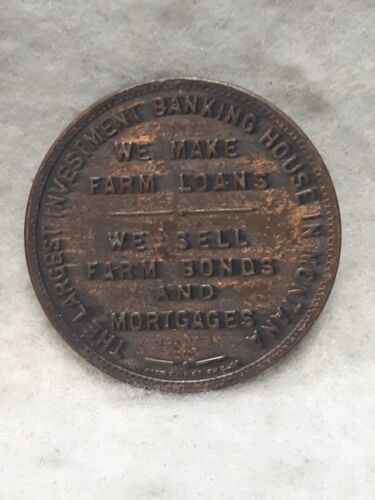 THE LARGEST INVESTMENT BANKING HOUSE IN MONTANA
WE MAKE
FARM LOANS
WE SELL
FARM BONDS
AND
MORTGAGES